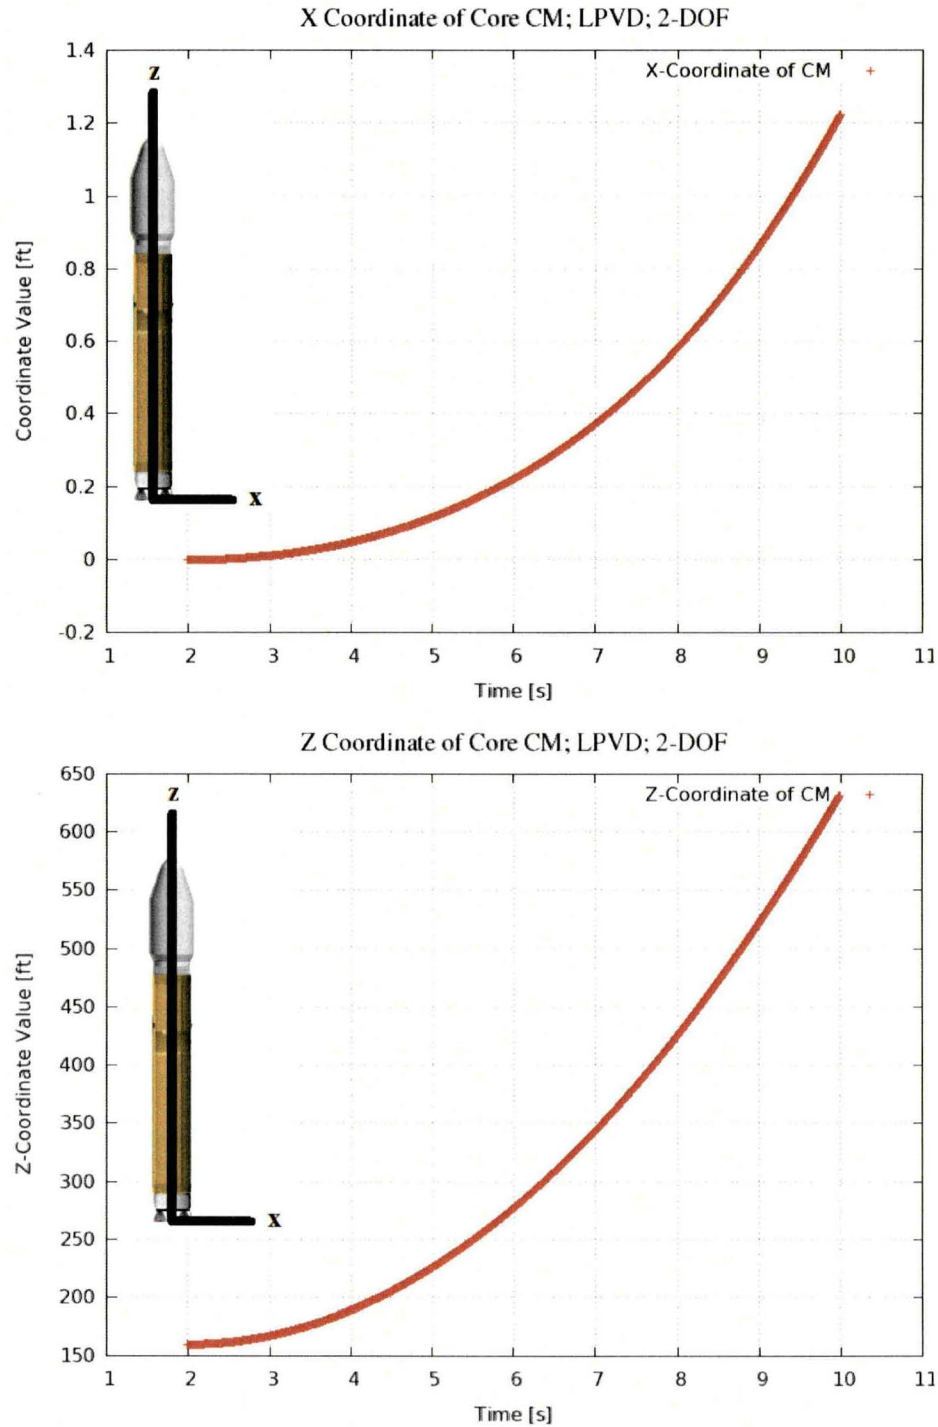 X Coordinate of Core CM; LPVD; 2-DOF
1.4
1.2
1
0.8
0.6
0.4
0.2
0
-0.2
Coordinate Value [ft]
X-Coordinate of CM
z
x
1 2 3 4 5 6 7 8 9 10 11
Time [s]
Z Coordinate of Core CM; LPVD; 2-DOF
650
600
550
500
450
400
350
300
250
200
150
Z-Coordinate Value [ft]
Z-Coordinate of CM
z
x
1 2 3 4 5 6 7 8 9 10 11
Time [s]